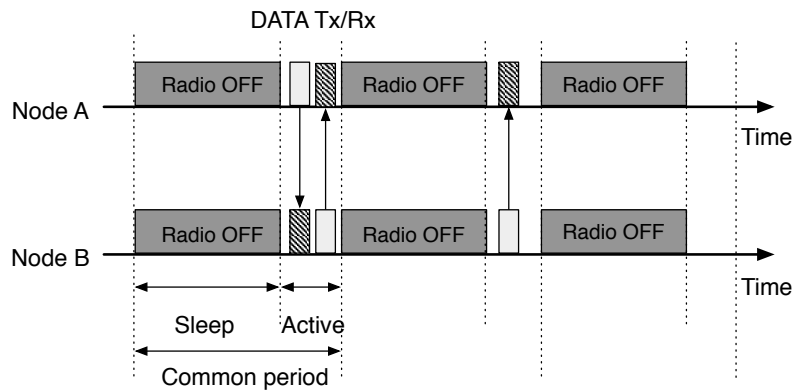 DATA Tx/Rx
Radio OFF Radio OFF Radio OFF
Node A
Time
Radio OFF Radio OFF Radio OFF
Node B
Time
Sleep Active
Common period